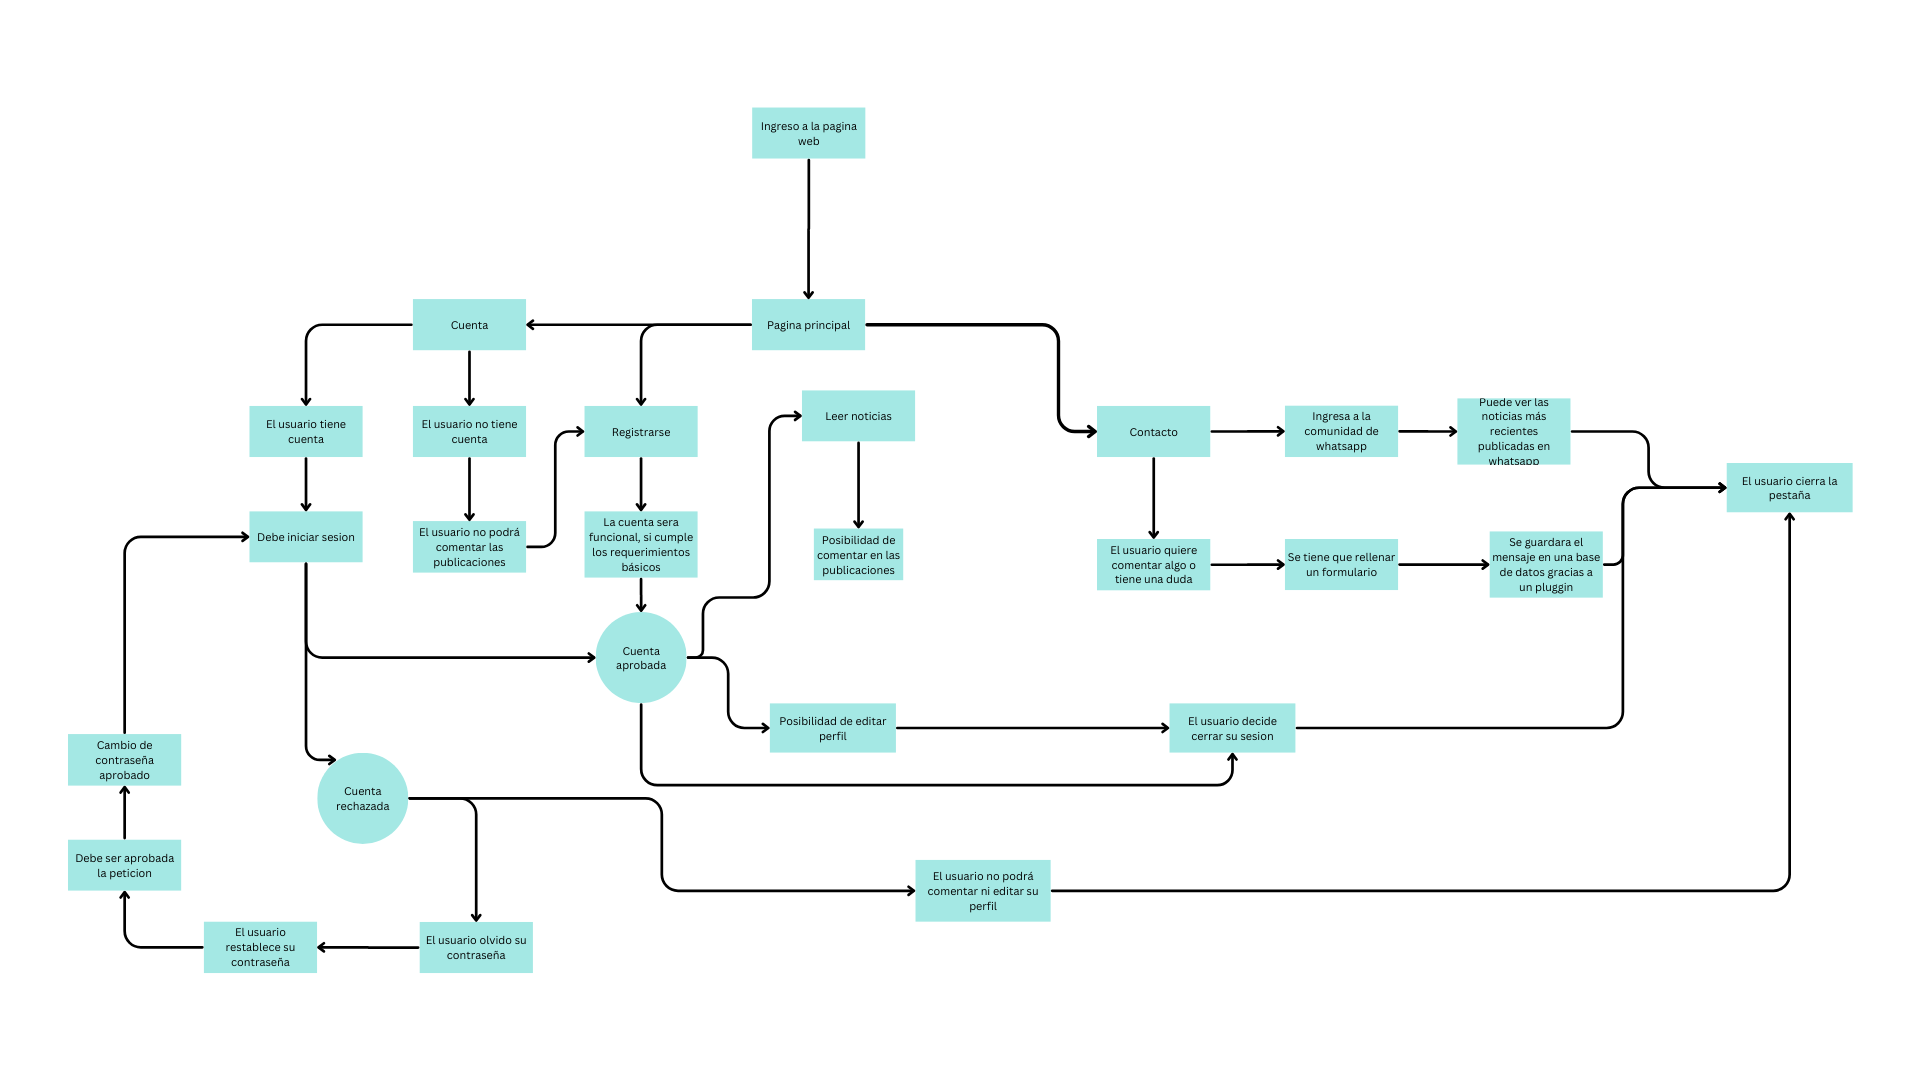 Ingreso a la pagina
web
Cuenta
Pagina principal
El usuario tiene
cuenta
El usuario no tiene
cuenta
Registrarse
Leer noticias
Contacto
Ingresa a la
comunidad de
whatsapp
Puede ver las
noticias más
recientes
publicadas en
whatsapp
El usuario cierra la
pestaña
Debe iniciar sesion
El usuario no podrá
comentar las
publicaciones
La cuenta sera
funcional, si cumple
los requerimientos
básicos
Posibilidad de
comentar en las
publicaciones
El usuario quiere
comentar algo o
tiene una duda
Se tiene que rellenar
un formulario
Se guardara el
mensaje en una base
de datos gracias a
un pluggin
Cuenta
aprobada
Posibilidad de editar
perfil
El usuario decide
cerrar su sesion
Cambio de
contraseña
aprobado
Cuenta
rechazada
Debe ser aprobada
la peticion
El usuario no podrá
comentar ni editar su
perfil
El usuario
restablece su
contraseña
El usuario olvido su
contraseña